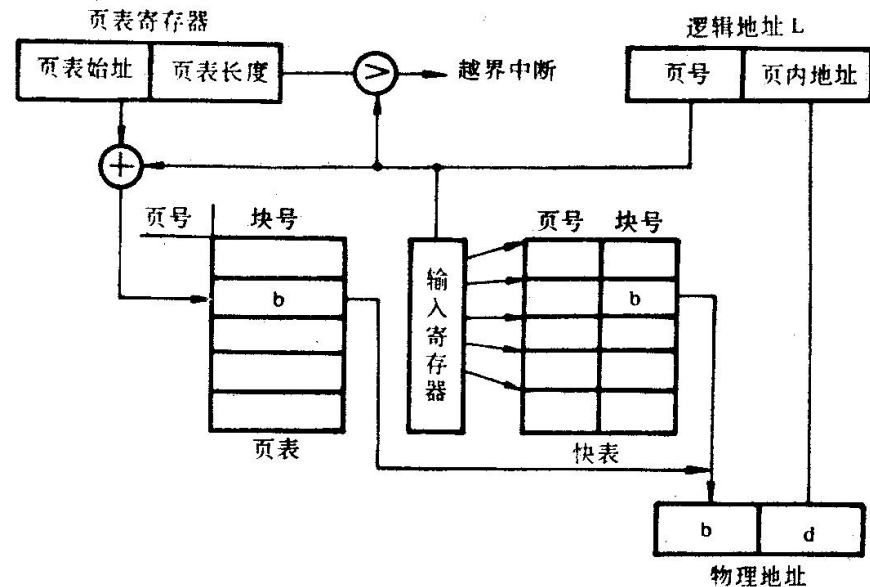 页表寄存器
逻辑地址 L
页表始址 页表长度
>
越界中断
页号 页内地址
+
页号 块号
页号 块号
b
b
输入寄存器
页表
快表
b d
物理地址